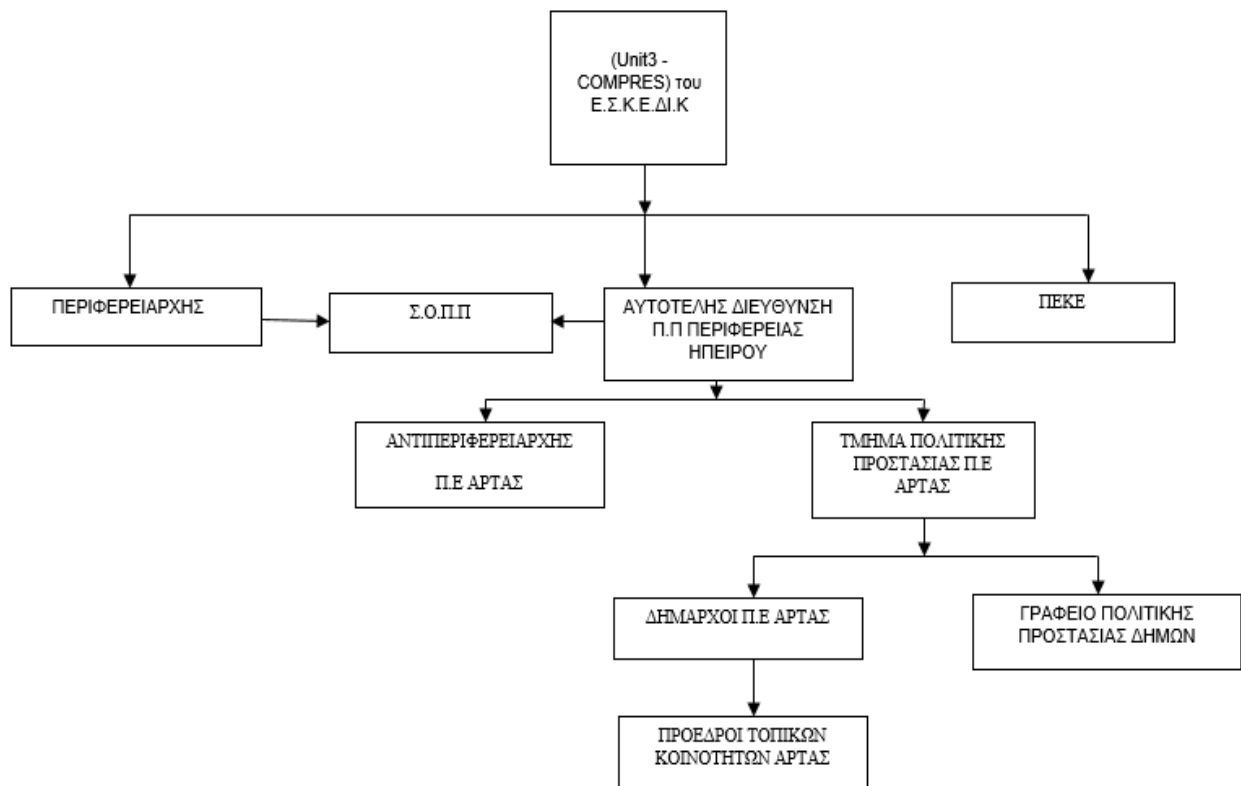 (Unit3 -
COMPRES) του
Ε.Σ.Κ.Ε.ΔΙ.Κ
ΠΕΡΙΦΕΡΕΙΑΡΧΗΣ
Σ.Ο.Π.Π
ΑΥΤΟΤΕΛΗΣ ΔΙΕΥΘΥΝΣΗ
Π.Π ΠΕΡΙΦΕΡΕΙΑΣ
ΗΠΕΙΡΟΥ
ΠΕΚΕ
ΑΝΤΙΠΕΡΙΦΕΡΕΙΑΡΧΗΣ
Π.Ε ΑΡΤΑΣ
ΤΜΗΜΑ ΠΟΛΙΤΙΚΗΣ
ΠΡΟΣΤΑΣΙΑΣ Π.Ε
ΑΡΤΑΣ
ΔΗΜΑΡΧΟΙ Π.Ε ΑΡΤΑΣ
ΓΡΑΦΕΙΟ ΠΟΛΙΤΙΚΗΣ
ΠΡΟΣΤΑΣΙΑΣ ΔΗΜΩΝ
ΠΡΟΕΔΡΟΙ ΤΟΠΙΚΩΝ
ΚΟΙΝΟΤΗΤΩΝ ΑΡΤΑΣ